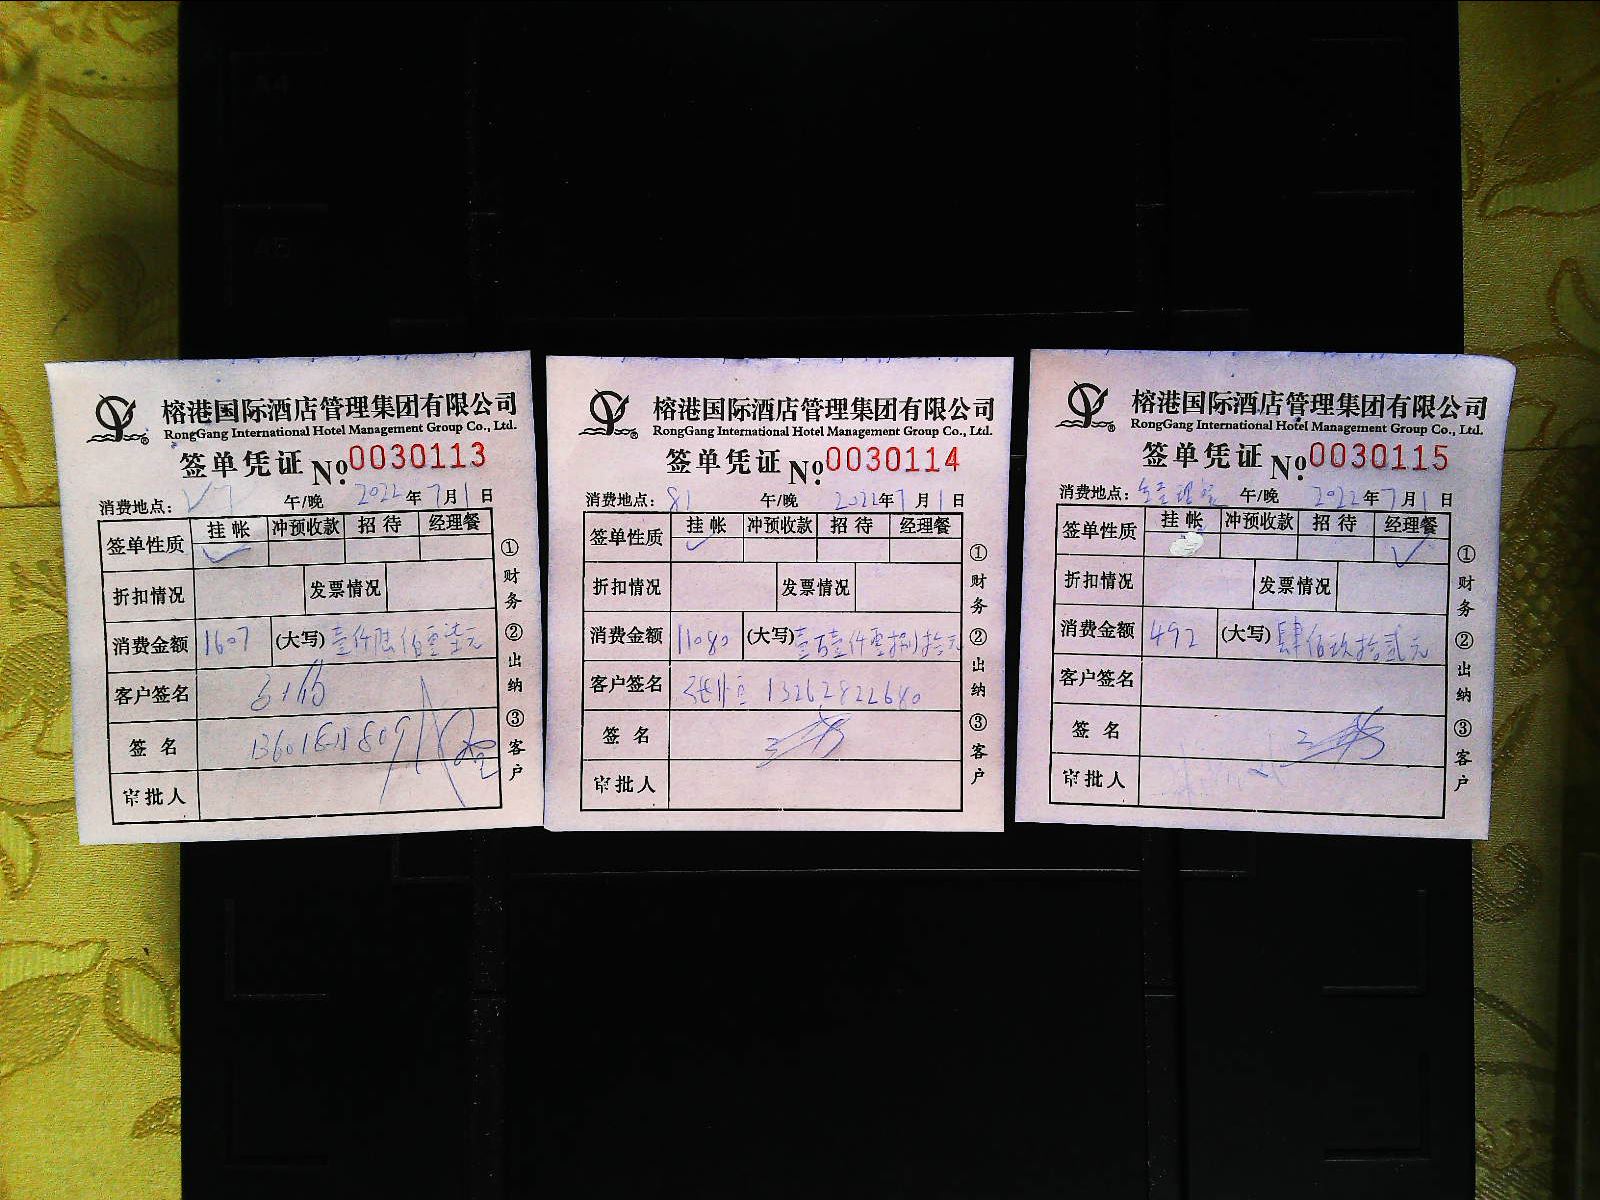 榕港国际酒店管理集团有限公司
RongGang International Hotel Management Group Co., Ltd.
签单凭证 No. 0030113
消费地点: V7 午/晚 2022年7月1日
签单性质 挂帐 冲预收款 招待 经理餐
✓
折扣情况 发票情况
消费金额 1607 (大写) 壹仟陆佰零柒元
客户签名
签名
审批人
①财务 ②出纳 ③客户
榕港国际酒店管理集团有限公司
RongGang International Hotel Management Group Co., Ltd.
签单凭证 No. 0030114
消费地点: 81 午/晚 2022年7月1日
签单性质 挂帐 冲预收款 招待 经理餐
✓
折扣情况 发票情况
消费金额 11080 (大写) 壹万壹仟零捌拾元
客户签名 13262822680
签名
审批人
①财务 ②出纳 ③客户
榕港国际酒店管理集团有限公司
RongGang International Hotel Management Group Co., Ltd.
签单凭证 No. 0030115
消费地点: 午/晚 2022年7月1日
签单性质 挂帐 冲预收款 招待 经理餐
✓
折扣情况 发票情况
消费金额 492 (大写) 肆佰玖拾贰元
客户签名
签名
审批人
①财务 ②出纳 ③客户